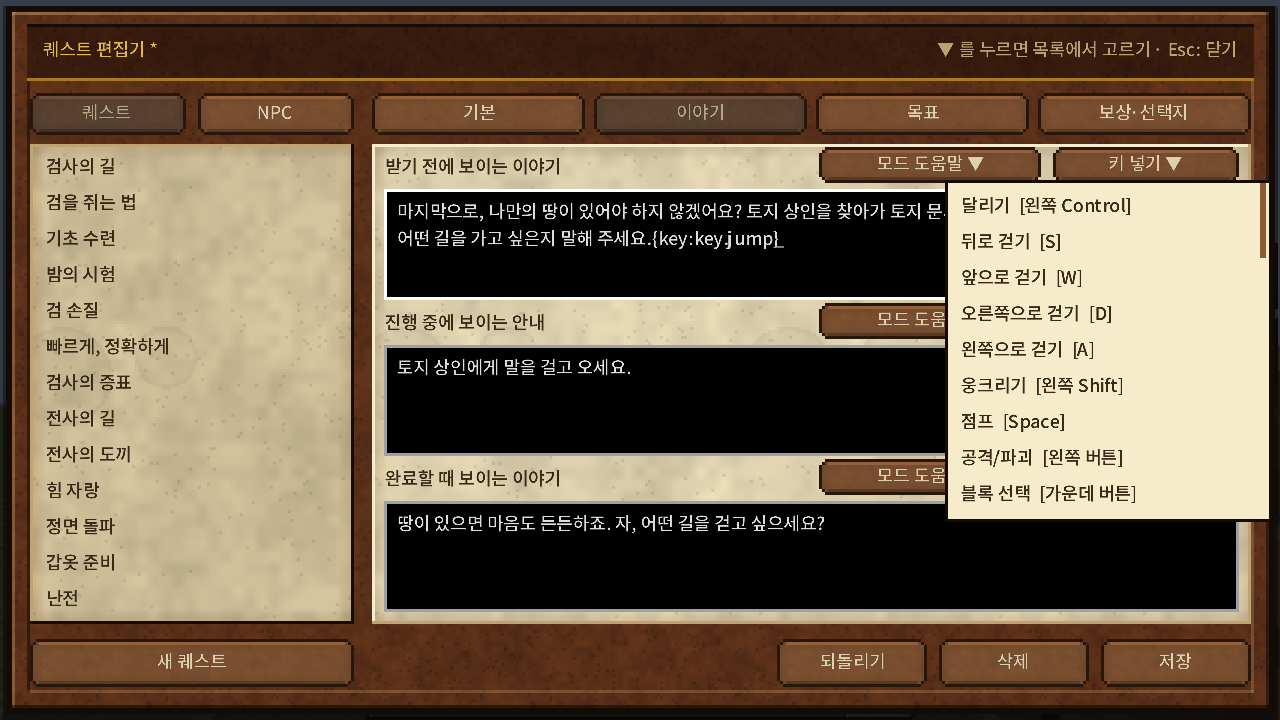 퀘스트 편집기 *
▼ 를 누르면 목록에서 고르기 · Esc: 닫기
퀘스트
NPC
기본
이야기
목표
보상·선택지
검사의 길
검을 쥐는 법
기초 수련
밤의 시험
검 손질
빠르게, 정확하게
검사의 증표
전사의 길
전사의 도끼
힘 자랑
정면 돌파
갑옷 준비
난전
받기 전에 보이는 이야기
모드 도움말 ▼
키 넣기 ▼
마지막으로, 나만의 땅이 있어야 하지 않겠어요? 토지 상인을 찾아가 토지 문
어떤 길을 가고 싶은지 말해 주세요.{key:key.jump}_
진행 중에 보이는 안내
모드 도움
토지 상인에게 말을 걸고 오세요.
완료할 때 보이는 이야기
모드 도움
땅이 있으면 마음도 든든하죠. 자, 어떤 길을 걷고 싶으세요?
달리기 [왼쪽 Control]
뒤로 걷기 [S]
앞으로 걷기 [W]
오른쪽으로 걷기 [D]
왼쪽으로 걷기 [A]
웅크리기 [왼쪽 Shift]
점프 [Space]
공격/파괴 [왼쪽 버튼]
블록 선택 [가운데 버튼]
새 퀘스트
되돌리기
삭제
저장